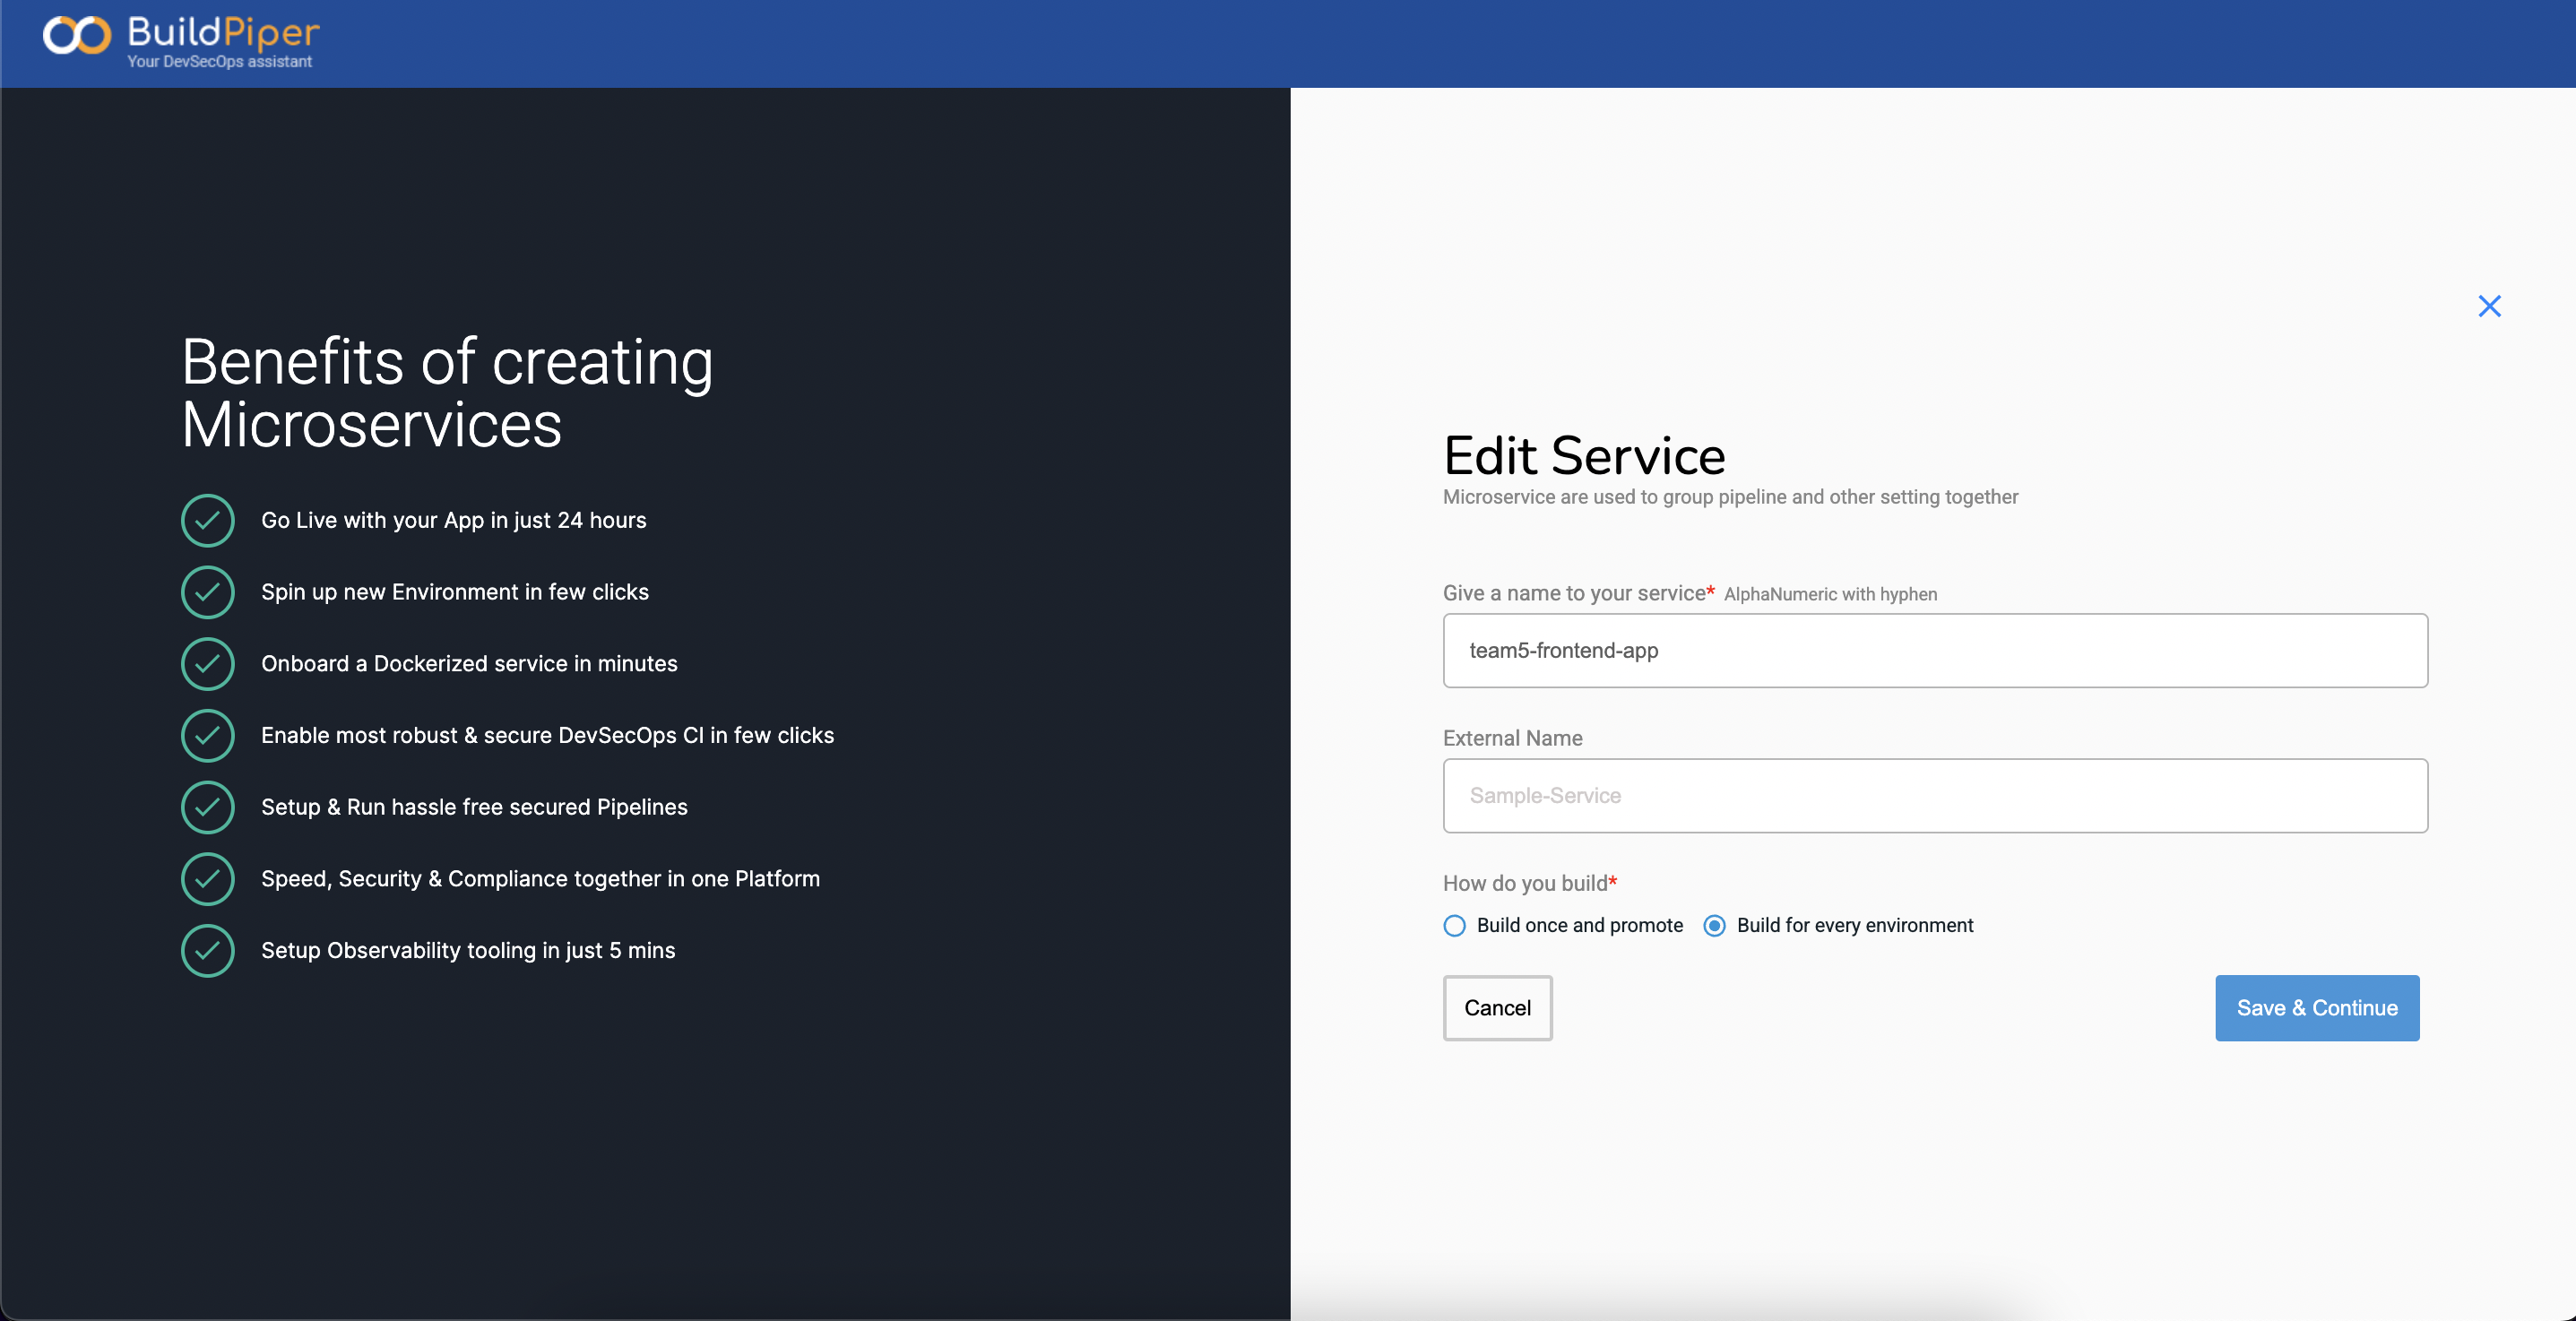 BuildPiper
Your DevSecOps assistant
Benefits of creating
Microservices
Go Live with your App in just 24 hours
Spin up new Environment in few clicks
Onboard a Dockerized service in minutes
Enable most robust & secure DevSecOps CI in few clicks
Setup & Run hassle free secured Pipelines
Speed, Security & Compliance together in one Platform
Setup Observability tooling in just 5 mins
Edit Service
Microservice are used to group pipeline and other setting together
Give a name to your service* AlphaNumeric with hyphen
team5-frontend-app
External Name
Sample-Service
How do you build*
Build once and promote Build for every environment
Cancel Save & Continue